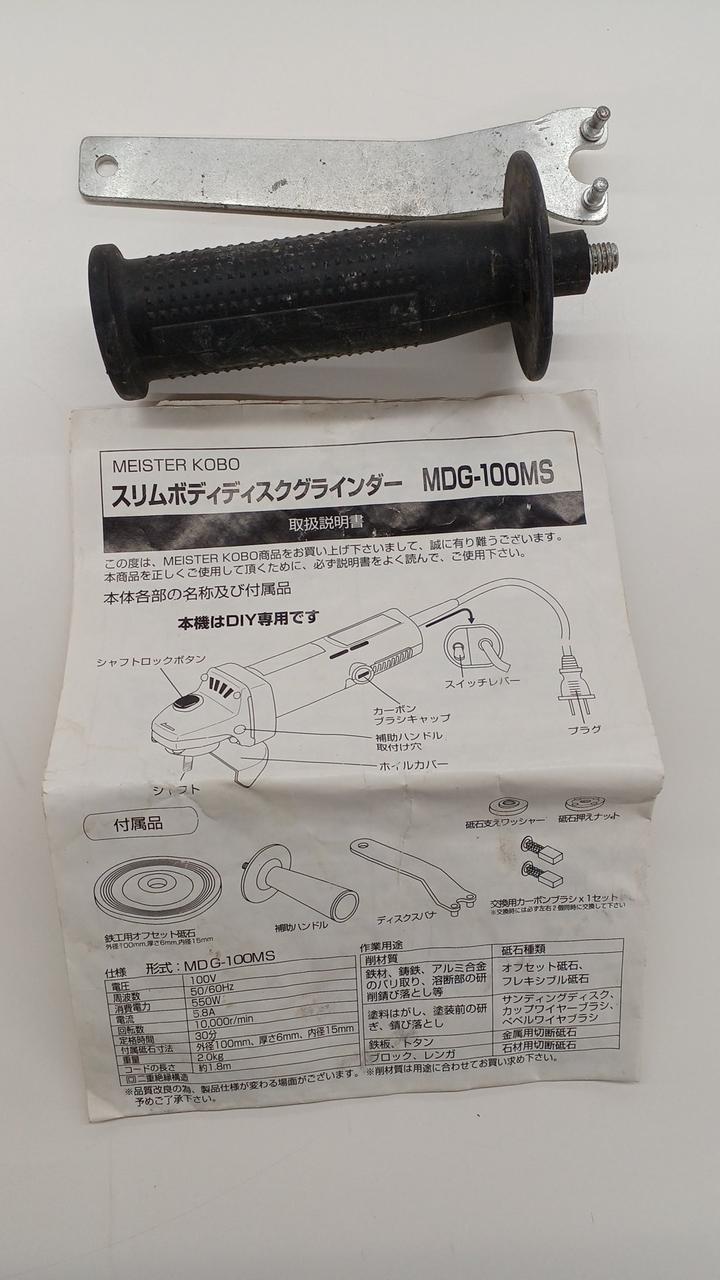 MEISTER KOBO
スリムボディディスクグラインダー MDG-100MS
取扱説明書
この度は、MEISTER KOBO商品をお買い上げ下さいまして、誠に有り難うございます。
本商品を正しくご使用して頂くために、必ず説明書をよく読んで、ご使用下さい。
本体各部の名称及び付属品
本機はDIY専用です
シャフトロックボタン
スイッチレバー
カーボン
ブラシキャップ
プラグ
補助ハンドル
取付け穴
ホイルカバー
シャフト
付属品
砥石支えワッシャー
砥石押えナット
鉄工用オフセット砥石
外径100mm,厚さ6mm,内径15mm
補助ハンドル
ディスクスパナ
交換用カーボンブラシx1セット
※交換時には必ず左右2個同時に交換して下さい
仕様 形式:MDG-100MS
電圧 100V
周波数 50/60Hz
消費電力 550W
電流 5.8A
回転数 10,000r/min
定格時間 30分
付属砥石寸法 外径100mm、厚さ6mm、内径15mm
重量 2.0kg
コードの長さ 約1.8m
回 二重絶縁構造
作業用途
削材質 砥石種類
鉄材、鋳鉄、アルミ合金
のバリ取り、溶断部の研
削錆び落とし等
オフセット砥石、
フレキシブル砥石
塗料はがし、塗装前の研
ぎ、錆び落とし
サンディングディスク、
カップワイヤーブラシ、
ベベルワイヤブラシ
鉄板、トタン 金属用切断砥石
ブロック、レンガ 石材用切断砥石
※削材質は用途に合わせてお買い求め下さい。
※品質改良の為、製品仕様が変わる場面がございます。
予めご了承下さい。